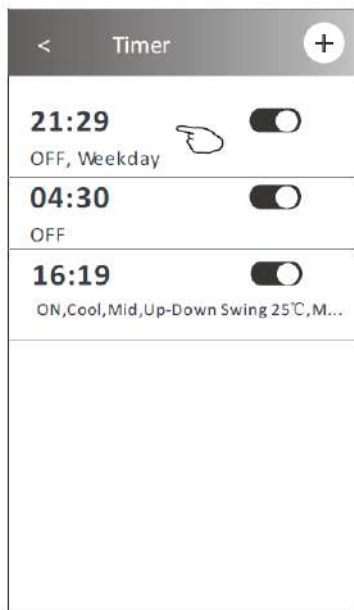 < Timer +
21:29
OFF, Weekday
04:30
OFF
16:19
ON,Cool,Mid,Up-Down Swing 25℃,M...